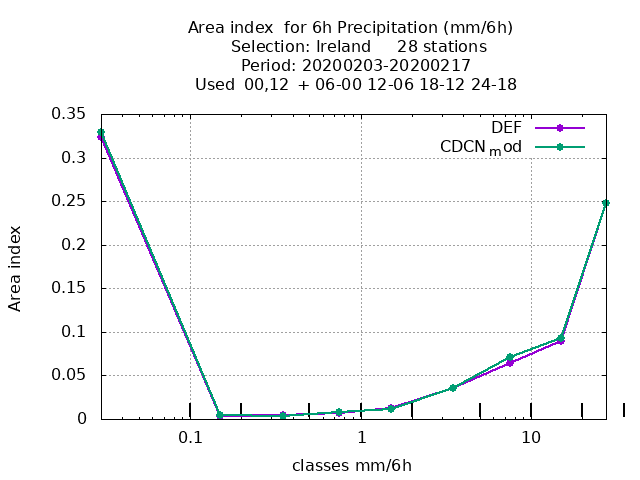 Area index  for 6h Precipitation (mm/6h)
Selection: Ireland     28 stations
Period: 20200203-20200217
Used  00,12  + 06-00 12-06 18-12 24-18
DEF
CDCNmod
0.35
0.3
0.25
0.2
0.15
0.1
0.05
0
Area index
0.1
1
10
classes mm/6h